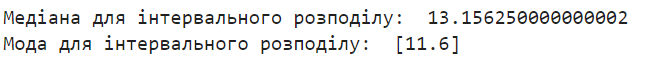 Медіана для інтервального розподілу:  13.156250000000002
Мода для інтервального розподілу:  [11.6]